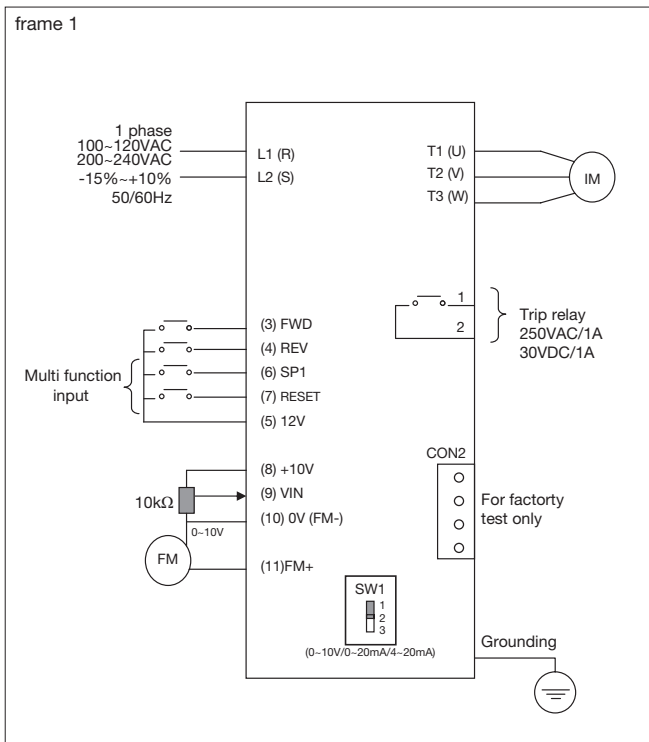 frame 1
1 phase
100~120VAC
200~240VAC
-15%~+10%
50/60Hz
L1 (R)
L2 (S)
T1 (U)
T2 (V)
T3 (W)
IM
1
2
Trip relay
250VAC/1A
30VDC/1A
(3) FWD
(4) REV
(6) SP1
(7) RESET
(5) 12V
Multi function
input
(8) +10V
(9) VIN
(10) 0V (FM-)
(11)FM+
10kΩ
0~10V
FM
CON2
For factorty
test only
SW1
1
2
3
(0~10V/0~20mA/4~20mA)
Grounding